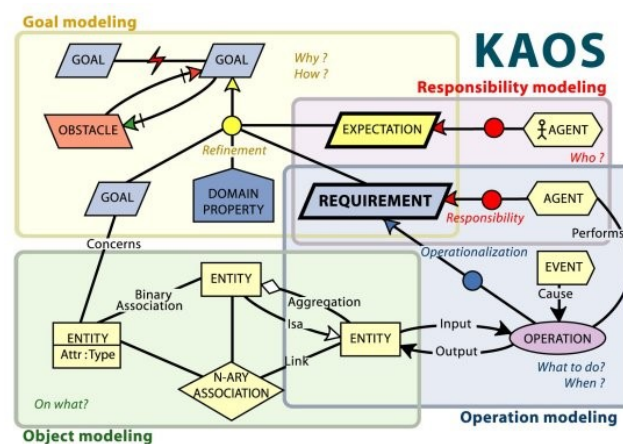 Goal modeling
KAOS
GOAL
GOAL
Why ?
How ?
Responsibility modeling
OBSTACLE
EXPECTATION
AGENT
Refinement
Who ?
GOAL
DOMAIN
PROPERTY
REQUIREMENT
AGENT
Responsibility
Concerns
Performs
Operationalization
EVENT
ENTITY
Binary
Association
Aggregation
Cause
Isa
ENTITY
Attr : Type
ENTITY
Input
OPERATION
Link
Output
N-ARY
ASSOCIATION
What to do?
When ?
On what?
Object modeling
Operation modeling